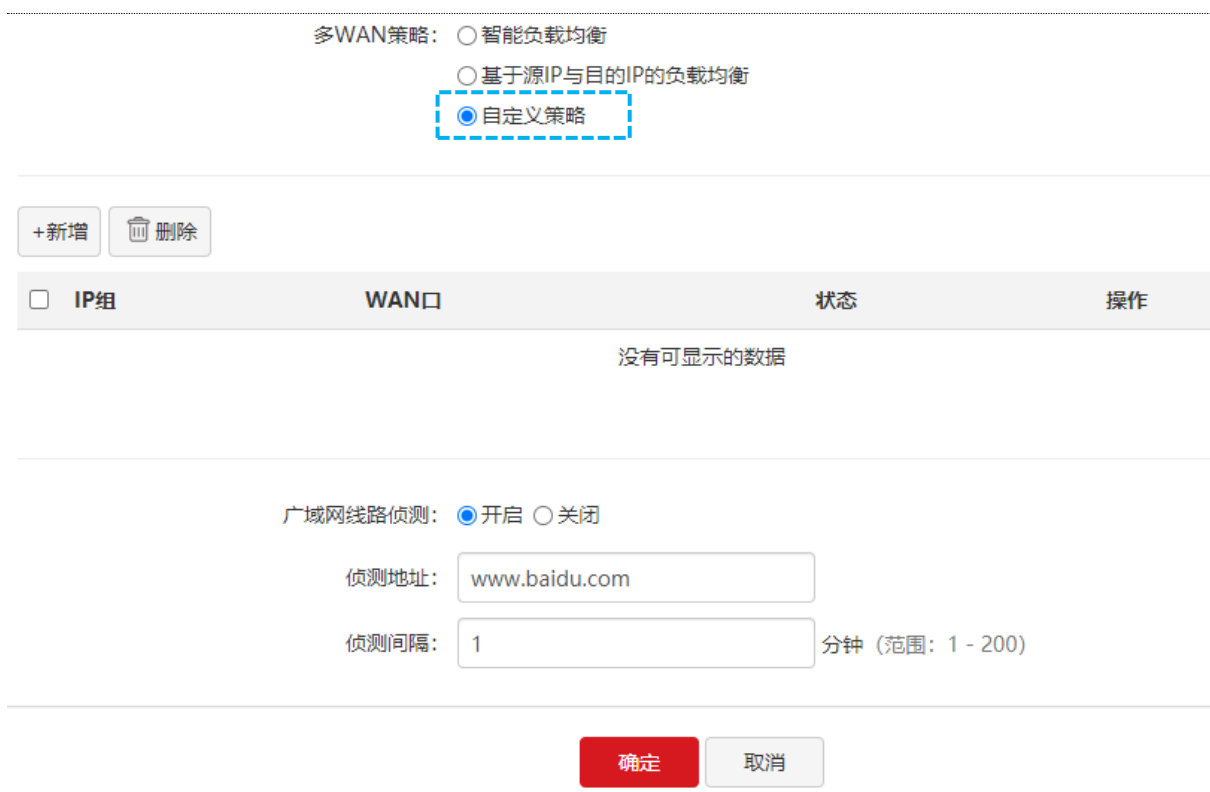 多WAN策略： 智能负载均衡
基于源IP与目的IP的负载均衡
自定义策略
+新增 删除
IP组 WAN口 状态 操作
没有可显示的数据
广域网线路侦测： 开启 关闭
侦测地址： www.baidu.com
侦测间隔： 1 分钟（范围：1 - 200）
确定 取消